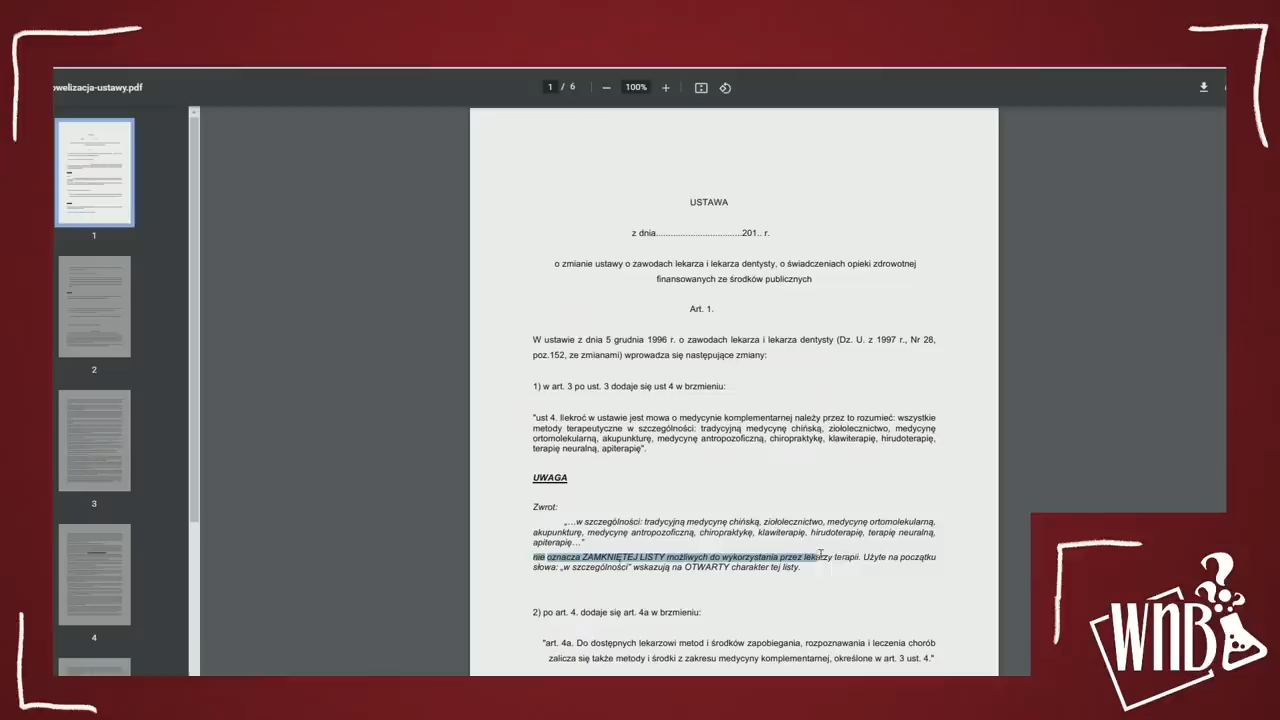 owelizacja-ustawy.pdf
1 / 6
100%
1
2
3
4
USTAWA
z dnia..................................201.. r.
o zmianie ustawy o zawodach lekarza i lekarza dentysty, o świadczeniach opieki zdrowotnej
finansowanych ze środków publicznych
Art. 1.
W ustawie z dnia 5 grudnia 1996 r. o zawodach lekarza i lekarza dentysty (Dz. U. z 1997 r., Nr 28,
poz.152, ze zmianami) wprowadza się następujące zmiany:
1) w art. 3 po ust. 3 dodaje się ust 4 w brzmieniu:
"ust 4. Ilekroć w ustawie jest mowa o medycynie komplementarnej należy przez to rozumieć: wszystkie
metody terapeutyczne w szczególności: tradycyjną medycynę chińską, ziołolecznictwo, medycynę
ortomolekularną, akupunkturę, medycynę antropozoficzną, chiropraktykę, klawiterapię, hirudoterapię,
terapię neuralną, apiterapię".
UWAGA
Zwrot:
„…w szczególności: tradycyjną medycynę chińską, ziołolecznictwo, medycynę ortomolekularną,
akupunkturę, medycynę antropozoficzną, chiropraktykę, klawiterapię, hirudoterapię, terapię neuralną,
apiterapię…"
nie oznacza ZAMKNIĘTEJ LISTY możliwych do wykorzystania przez lekarzy terapii. Użyte na początku
słowa: „w szczególności" wskazują na OTWARTY charakter tej listy.
2) po art. 4. dodaje się art. 4a w brzmieniu:
"art. 4a. Do dostępnych lekarzowi metod i środków zapobiegania, rozpoznawania i leczenia chorób
zalicza się także metody i środki z zakresu medycyny komplementarnej, określone w art. 3 ust. 4."
WNB